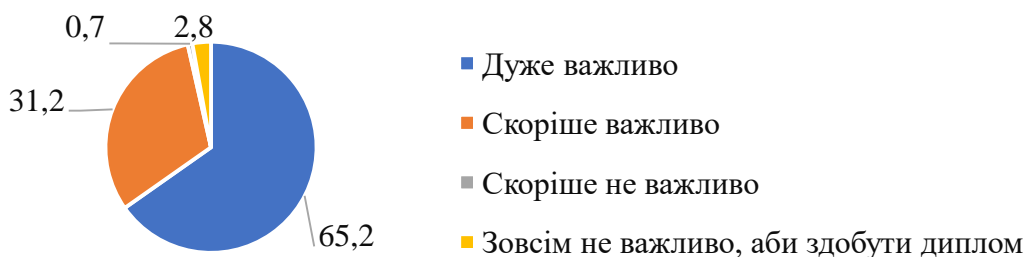 0,7
2,8
31,2
65,2
Дуже важливо
Скоріше важливо
Скоріше не важливо
Зовсім не важливо, аби здобути диплом